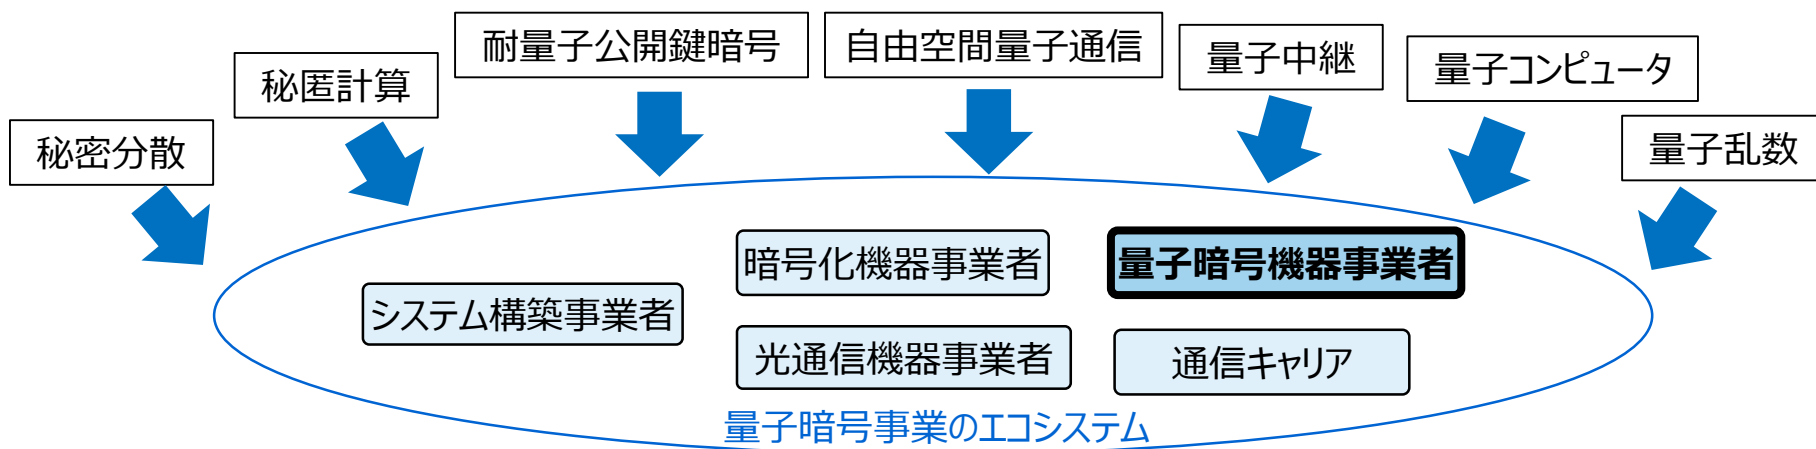 耐量子公開鍵暗号
自由空間量子通信
量子中継
量子コンピュータ
秘匿計算
秘密分散
量子乱数
暗号化機器事業者
量子暗号機器事業者
システム構築事業者
光通信機器事業者
通信キャリア
量子暗号事業のエコシステム